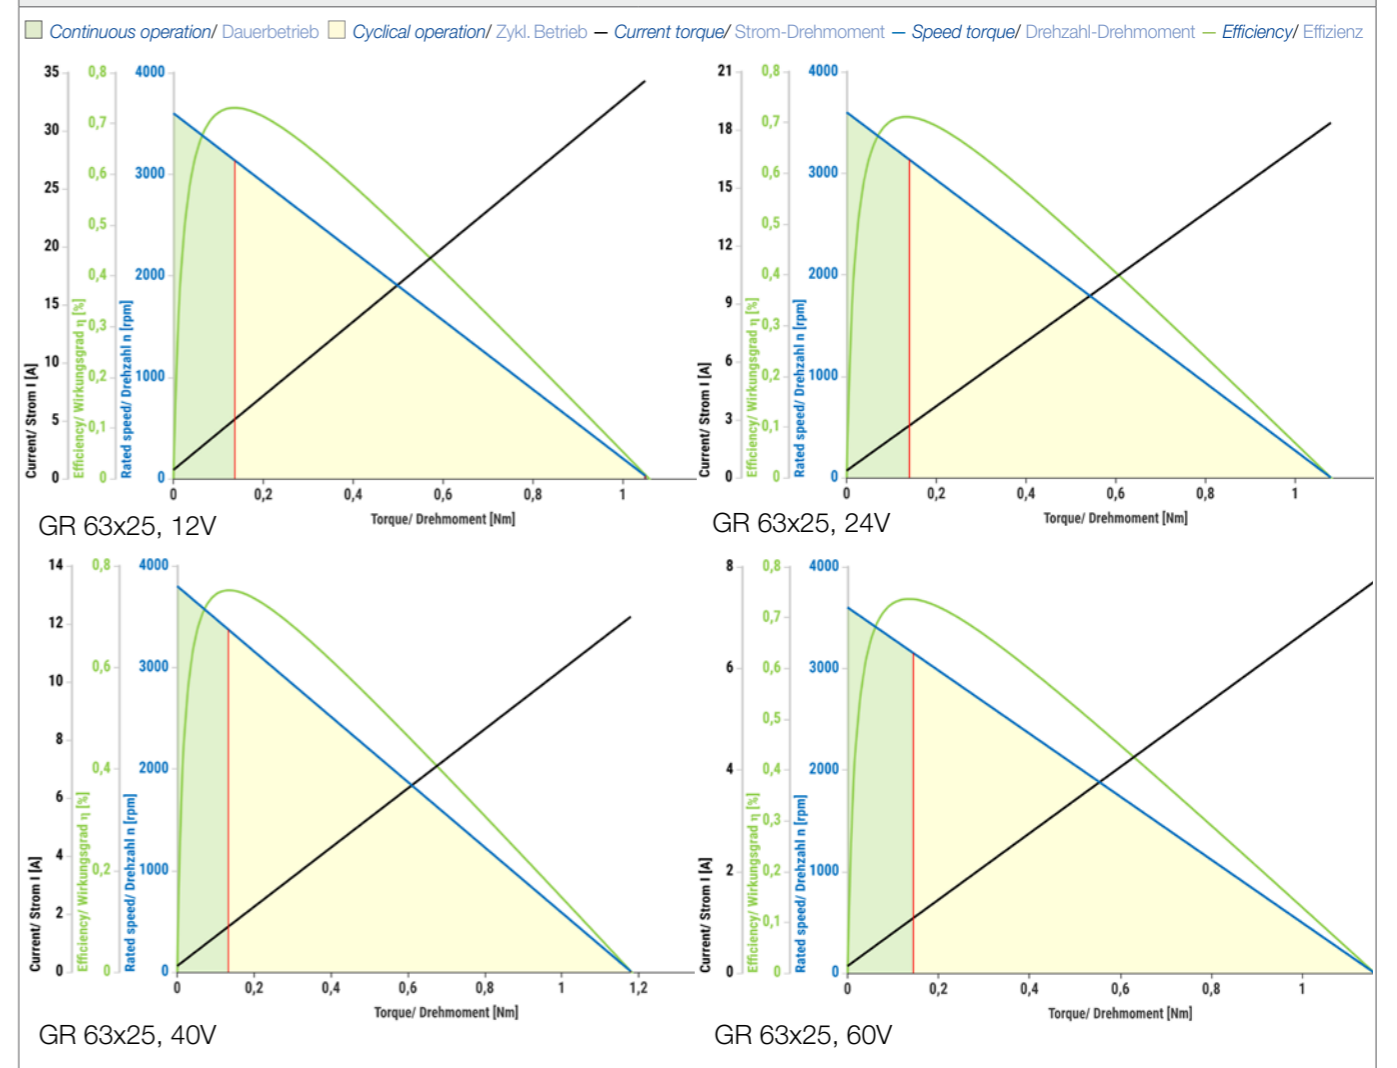 Continuous operation/ Dauerbetrieb Cyclical operation/ Zykl. Betrieb — Current torque/ Strom-Drehmoment — Speed torque/ Drehzahl-Drehmoment — Efficiency/ Effizienz
35 0,8 4000
30 0,7
3000
25 0,6
0,5
20
0,4 2000
15
0,3
10 0,2 1000
5 0,1
0 0 0
Current/ Strom I [A]
Efficiency/ Wirkungsgrad η [%]
Rated speed/ Drehzahl n [rpm]
0 0,2 0,4 0,6 0,8 1
Torque/ Drehmoment [Nm]
GR 63x25, 12V
21 0,8 4000
18 0,7
3000
15 0,6
0,5
12
0,4 2000
9
0,3
6 0,2 1000
3 0,1
0 0 0
Current/ Strom I [A]
Efficiency/ Wirkungsgrad η [%]
Rated speed/ Drehzahl n [rpm]
0 0,2 0,4 0,6 0,8 1
Torque/ Drehmoment [Nm]
GR 63x25, 24V
14 0,8 4000
12
0,6 3000
10
8
0,4 2000
6
4 0,2 1000
2
0 0 0
Current/ Strom I [A]
Efficiency/ Wirkungsgrad η [%]
Rated speed/ Drehzahl n [rpm]
0 0,2 0,4 0,6 0,8 1 1,2
Torque/ Drehmoment [Nm]
GR 63x25, 40V
8 0,8 4000
0,7
6 0,6 3000
0,5
4 0,4 2000
0,3
2 0,2 1000
0,1
0 0 0
Current/ Strom I [A]
Efficiency/ Wirkungsgrad η [%]
Rated speed/ Drehzahl n [rpm]
0 0,2 0,4 0,6 0,8 1
Torque/ Drehmoment [Nm]
GR 63x25, 60V